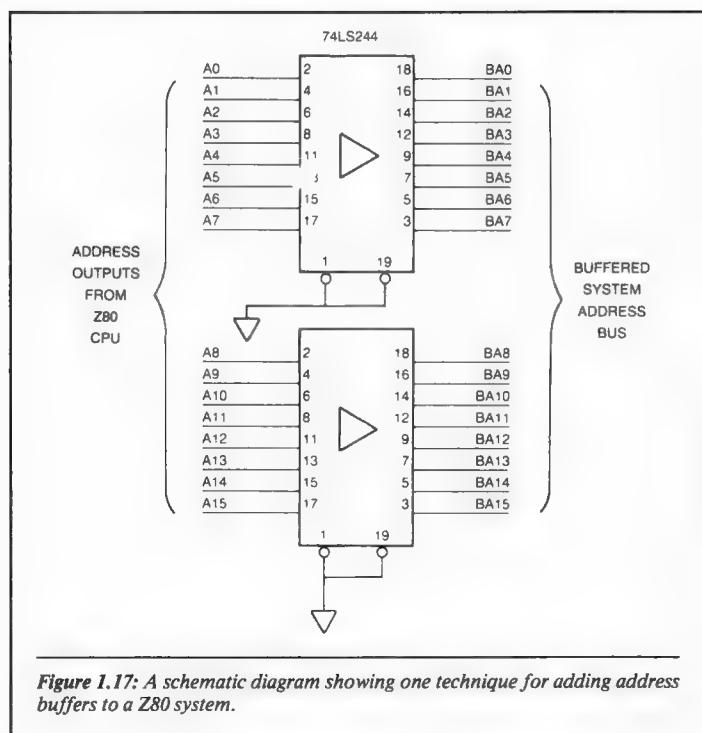 74LS244
A0 2 18 BA0
A1 4 16 BA1
A2 6 14 BA2
A3 8 12 BA3
A4 11 9 BA4
A5 3 7 BA5
A6 15 5 BA6
A7 17 3 BA7
1 19
ADDRESS
OUTPUTS
FROM
Z80
CPU
BUFFERED
SYSTEM
ADDRESS
BUS
A8 2 18 BA8
A9 4 16 BA9
A10 6 14 BA10
A11 8 12 BA11
A12 11 9 BA12
A13 13 7 BA13
A14 15 5 BA14
A15 17 3 BA15
1 19
Figure 1.17: A schematic diagram showing one technique for adding address
buffers to a Z80 system.